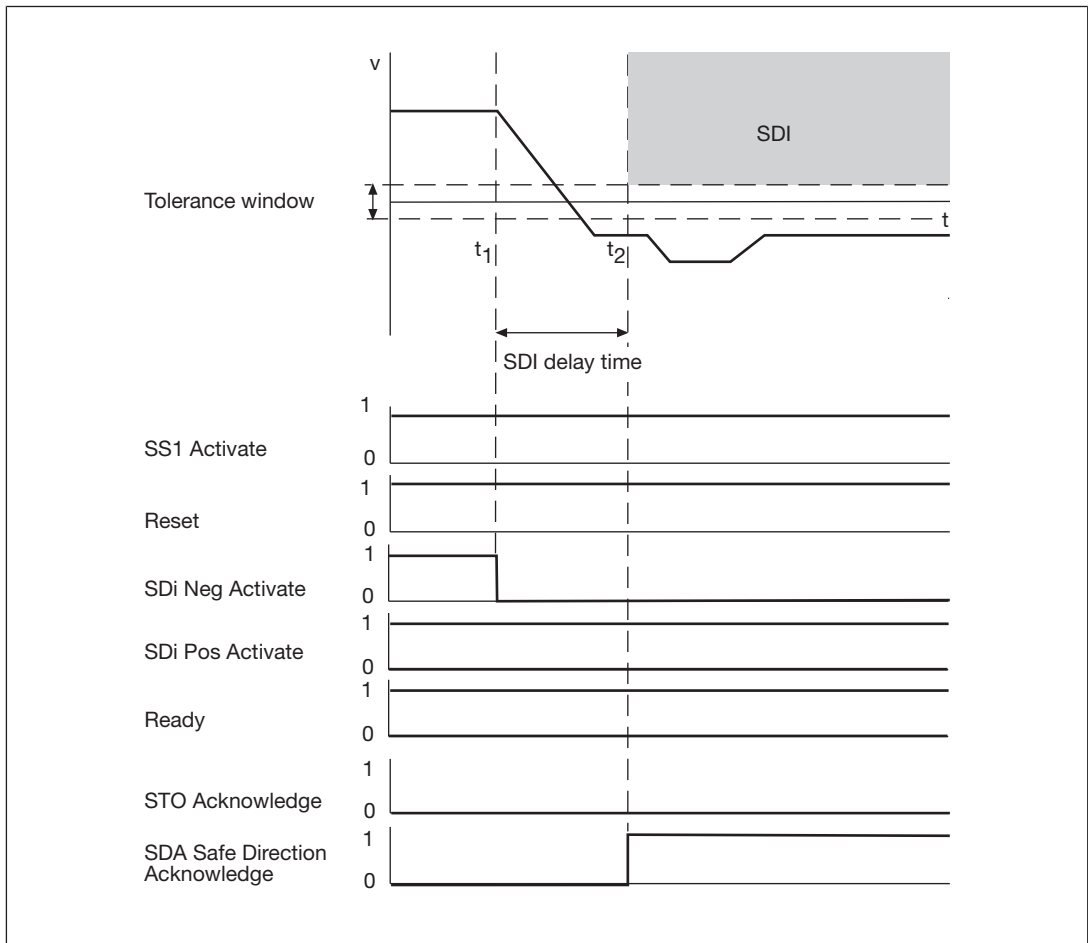 v
SDI
Tolerance window
t
t1
t2
SDI delay time
1
SS1 Activate
0
1
Reset
0
1
SDi Neg Activate
0
1
SDi Pos Activate
0
1
Ready
0
1
STO Acknowledge
0
1
SDA Safe Direction
Acknowledge
0